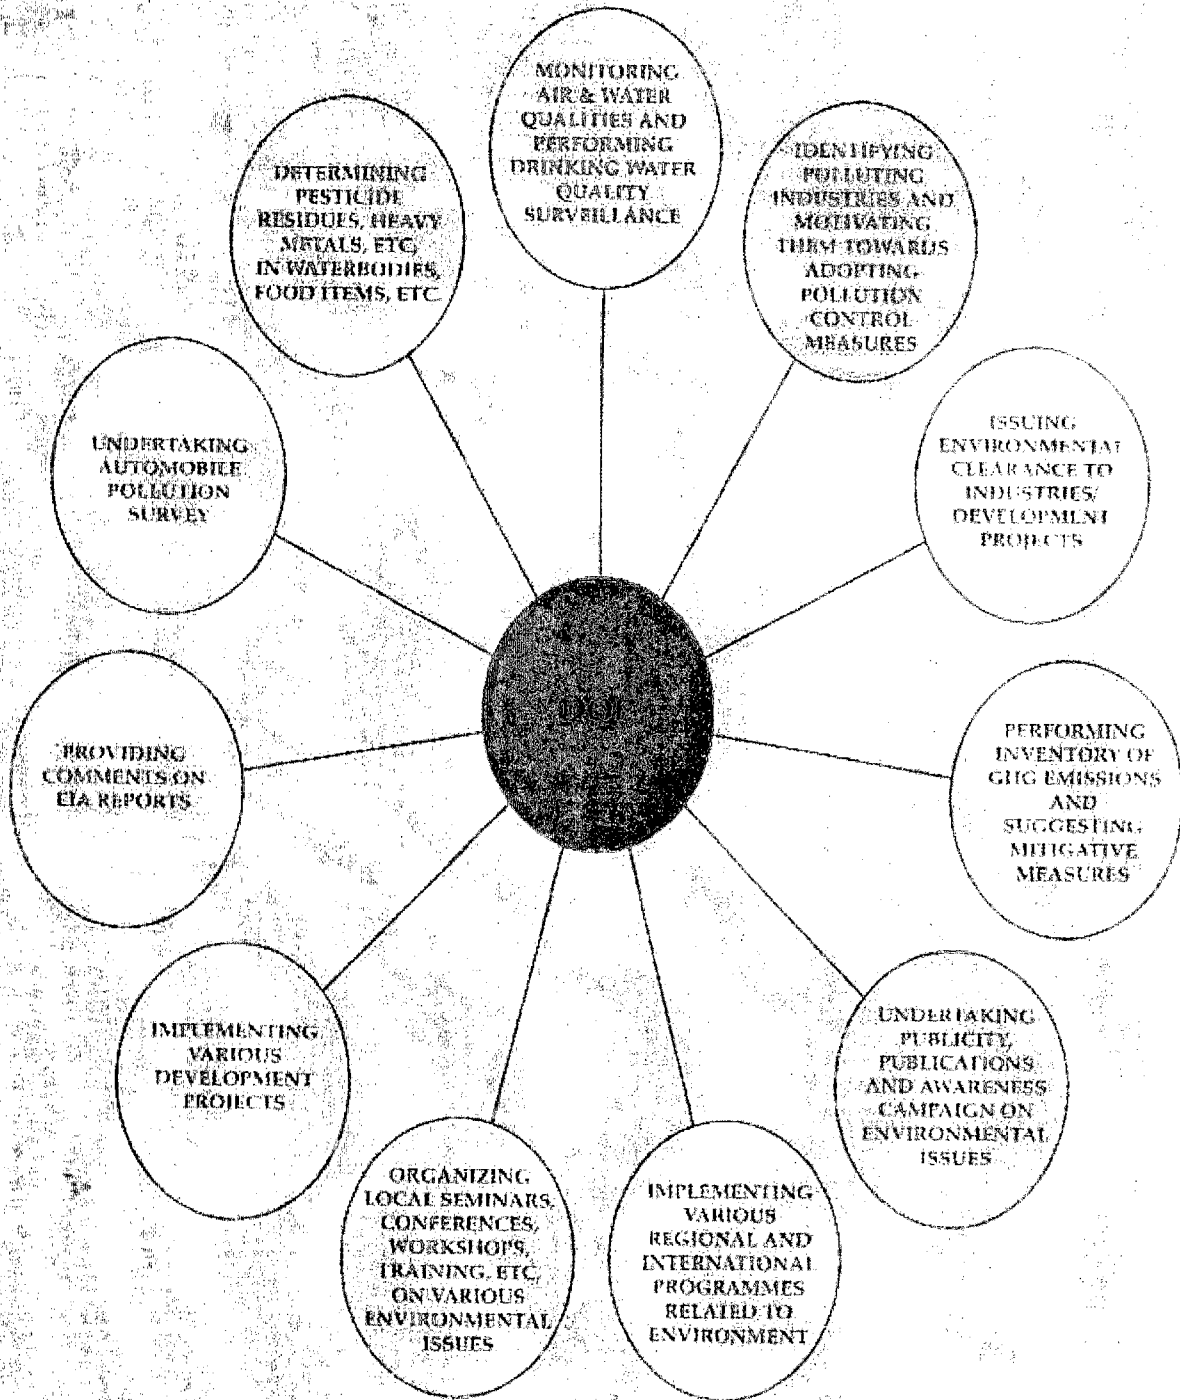 MONITORING
AIR & WATER
QUALITIES AND
PERFORMING
DRINKING WATER
QUALITY
SURVEILLANCE
IDENTIFYING
POLLUTING
INDUSTRIES AND
MOTIVATING
THEM TOWARDS
ADOPTING
POLLUTION
CONTROL
MEASURES
ISSUING
ENVIRONMENTAL
CLEARANCE TO
INDUSTRIES/
DEVELOPMENT
PROJECTS
PERFORMING
INVENTORY OF
GHG EMISSIONS
AND
SUGGESTING
MITIGATIVE
MEASURES
UNDERTAKING
PUBLICITY,
PUBLICATIONS
AND AWARENESS
CAMPAIGN ON
ENVIRONMENTAL
ISSUES
IMPLEMENTING
VARIOUS
REGIONAL AND
INTERNATIONAL
PROGRAMMES
RELATED TO
ENVIRONMENT
ORGANIZING
LOCAL SEMINARS,
CONFERENCES,
WORKSHOPS,
TRAINING, ETC,
ON VARIOUS
ENVIRONMENTAL
ISSUES
IMPLEMENTING
VARIOUS
DEVELOPMENT
PROJECTS
PROVIDING
COMMENTS ON
EIA REPORTS
UNDERTAKING
AUTOMOBILE
POLLUTION
SURVEY
DETERMINING
PESTICIDE
RESIDUES, HEAVY
METALS, ETC,
IN WATERBODIES,
FOOD ITEMS, ETC.